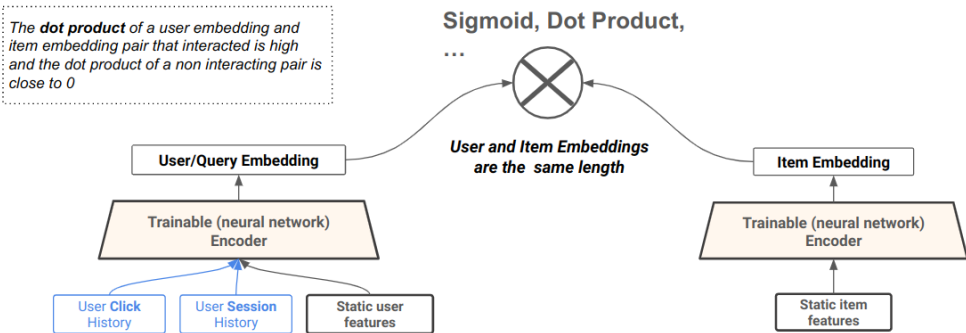 The dot product of a user embedding and
item embedding pair that interacted is high
and the dot product of a non interacting pair is
close to 0
Sigmoid, Dot Product,
...
User/Query Embedding
User and Item Embeddings
are the same length
Item Embedding
Trainable (neural network)
Encoder
Trainable (neural network)
Encoder
User Click
History
User Session
History
Static user
features
Static item
features